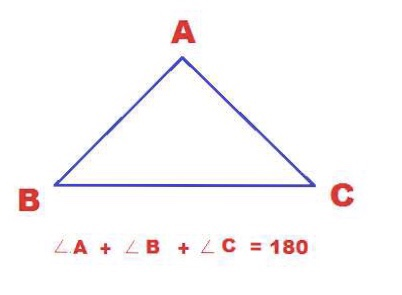 A
B
C
∠A + ∠B + ∠C = 180